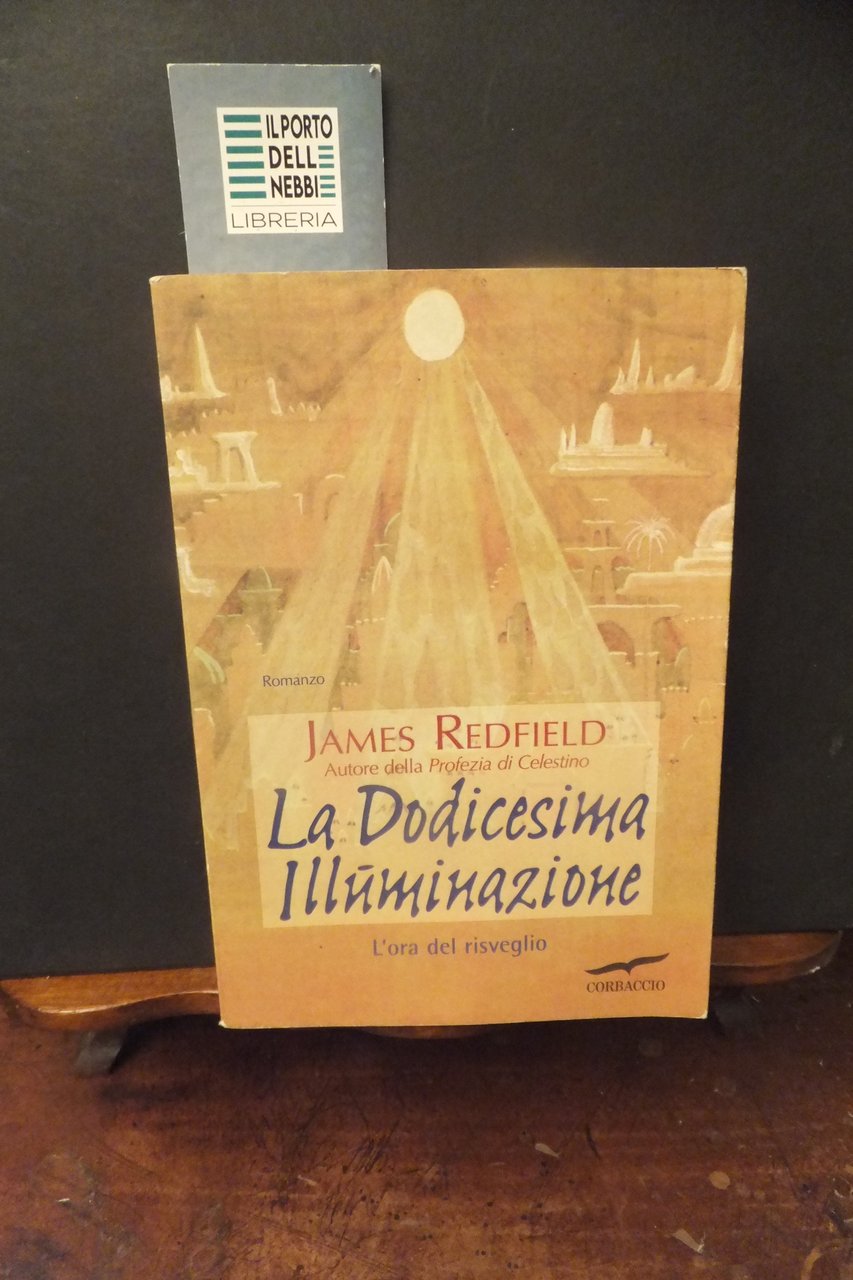 IL PORTO
DELLE
NEBBIE
LIBRERIA
Romanzo
JAMES REDFIELD
Autore della Profezia di Celestino
La Dodicesima
Illuminazione
L'ora del risveglio
CORBACCIO